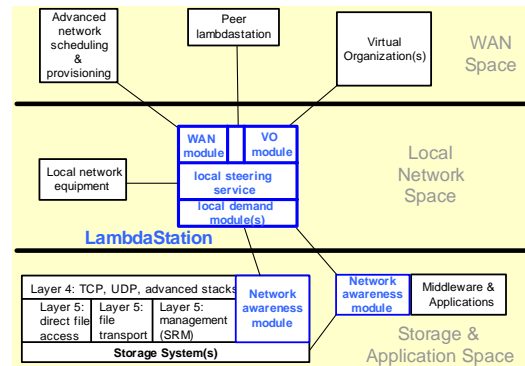 Advanced
network
scheduling
&
provisioning
Peer
lambdastation
Virtual
Organization(s)
WAN
Space
WAN
module
VO
module
Local network
equipment
local steering
service
local demand
module(s)
LambdaStation
Local
Network
Space
Layer 4: TCP, UDP, advanced stacks
Layer 5:
direct file
access
Layer 5:
file
transport
Layer 5:
management
(SRM)
Storage System(s)
Network
awareness
module
Network
awareness
module
Middleware &
Applications
Storage &
Application Space